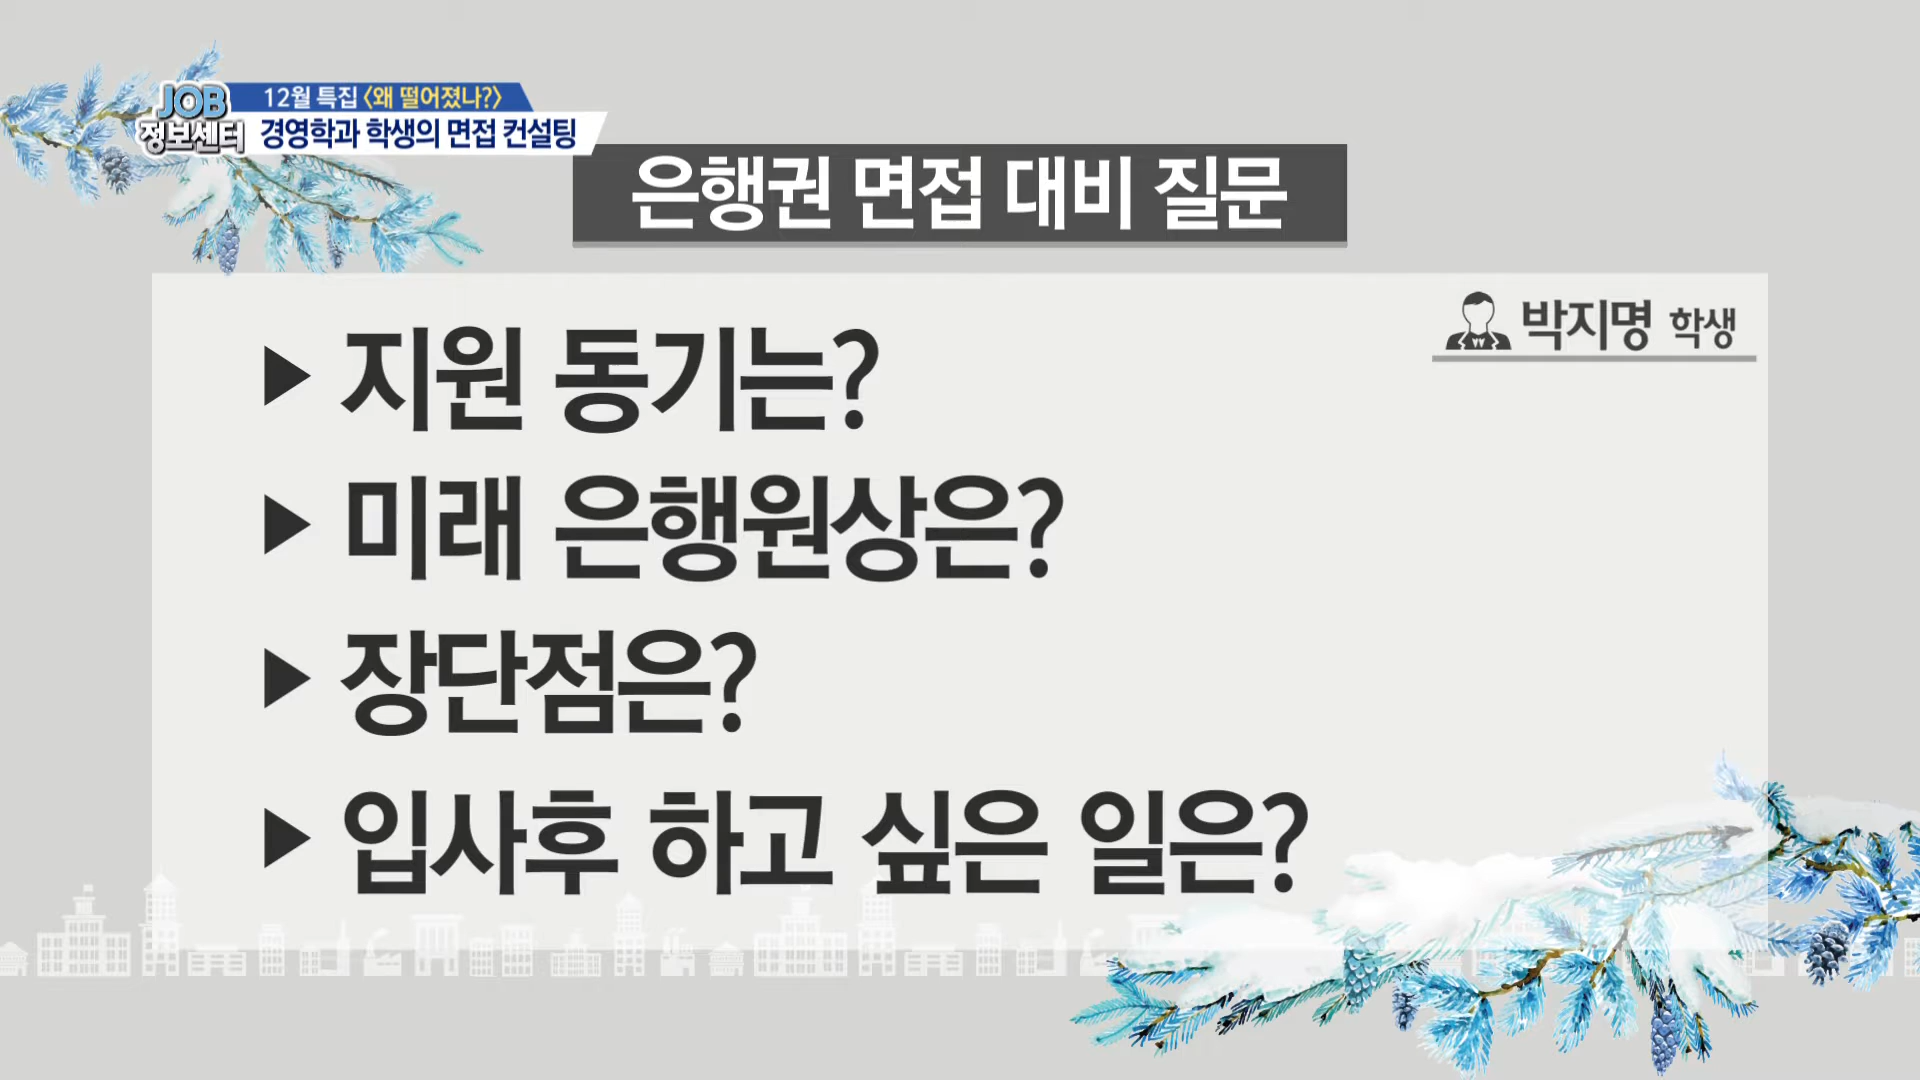 JOB
정보센터
12월 특집 <왜 떨어졌나?>
경영학과 학생의 면접 컨설팅
은행권 면접 대비 질문
박지명 학생
▶ 지원 동기는?
▶ 미래 은행원상은?
▶ 장단점은?
▶ 입사후 하고 싶은 일은?